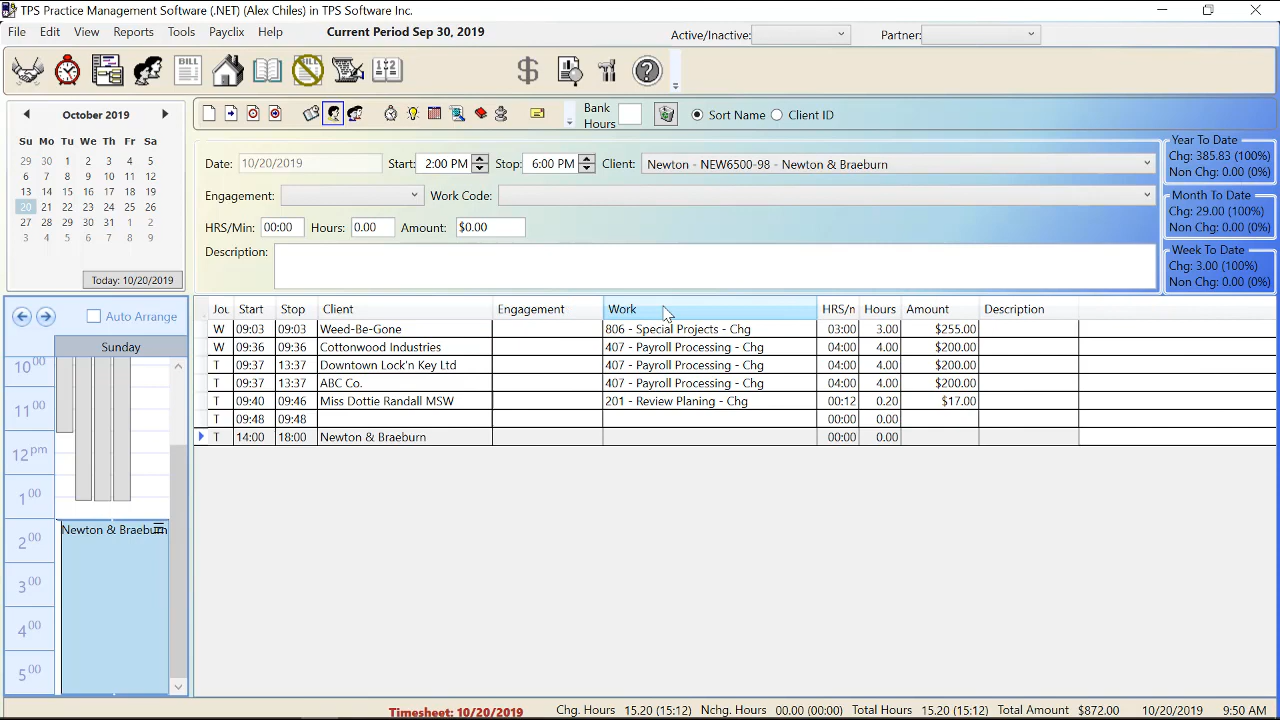 TPS Practice Management Software (.NET) (Alex Chiles) in TPS Software Inc.
File Edit View Reports Tools Payclix Help Current Period Sep 30, 2019 Active/Inactive: Partner:
BILL BILL
October 2019
Su Mo Tu We Th Fr Sa
29 30 1 2 3 4 5
6 7 8 9 10 11 12
13 14 15 16 17 18 19
20 21 22 23 24 25 26
27 28 29 30 31 1 2
3 4 5 6 7 8 9
Today: 10/20/2019
Bank Hours Sort Name Client ID
Date: 10/20/2019 Start: 2:00 PM Stop: 6:00 PM Client: Newton - NEW6500-98 - Newton & Braeburn
Engagement: Work Code:
HRS/Min: 00:00 Hours: 0.00 Amount: $0.00
Description:
Year To Date
Chg: 385.83 (100%)
Non Chg: 0.00 (0%)
Month To Date
Chg: 29.00 (100%)
Non Chg: 0.00 (0%)
Week To Date
Chg: 3.00 (100%)
Non Chg: 0.00 (0%)
Auto Arrange
Sunday
10 00
11 00
12 pm
1 00
2 00
3 00
4 00
5 00
Newton & Braeburn
Jou Start Stop Client Engagement Work HRS/n Hours Amount Description
W 09:03 09:03 Weed-Be-Gone 806 - Special Projects - Chg 03:00 3.00 $255.00
W 09:36 09:36 Cottonwood Industries 407 - Payroll Processing - Chg 04:00 4.00 $200.00
T 09:37 13:37 Downtown Lock'n Key Ltd 407 - Payroll Processing - Chg 04:00 4.00 $200.00
T 09:37 13:37 ABC Co. 407 - Payroll Processing - Chg 04:00 4.00 $200.00
T 09:40 09:46 Miss Dottie Randall MSW 201 - Review Planing - Chg 00:12 0.20 $17.00
T 09:48 09:48 00:00 0.00
T 14:00 18:00 Newton & Braeburn 00:00 0.00
Timesheet: 10/20/2019 Chg. Hours 15.20 (15:12) Nchg. Hours 00.00 (00:00) Total Hours 15.20 (15:12) Total Amount $872.00 10/20/2019 9:50 AM